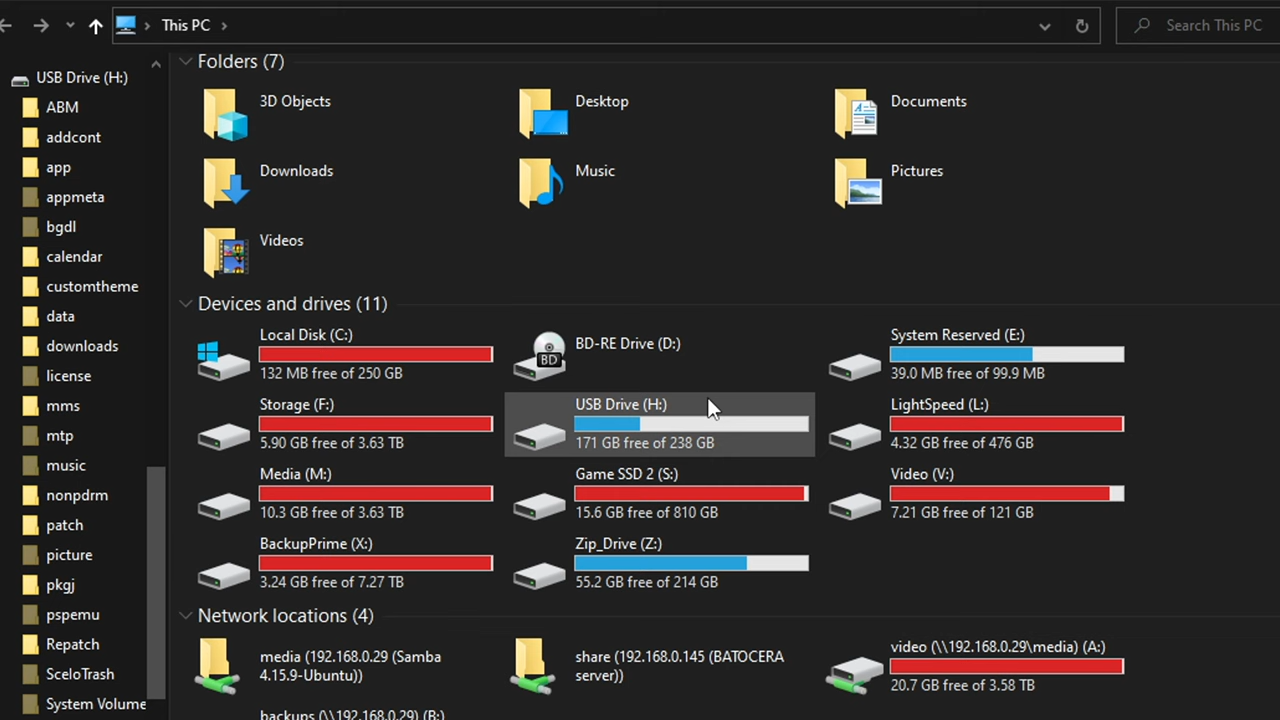 This PC
Search This PC
USB Drive (H:)
ABM
addcont
app
appmeta
bgdl
calendar
customtheme
data
downloads
license
mms
mtp
music
nonpdrm
patch
picture
pkgj
pspemu
Repatch
SceloTrash
System Volume
Folders (7)
3D Objects
Desktop
Documents
Downloads
Music
Pictures
Videos
Devices and drives (11)
Local Disk (C:)
132 MB free of 250 GB
BD
BD-RE Drive (D:)
System Reserved (E:)
39.0 MB free of 99.9 MB
Storage (F:)
5.90 GB free of 3.63 TB
USB Drive (H:)
171 GB free of 238 GB
LightSpeed (L:)
4.32 GB free of 476 GB
Media (M:)
10.3 GB free of 3.63 TB
Game SSD 2 (S:)
15.6 GB free of 810 GB
Video (V:)
7.21 GB free of 121 GB
BackupPrime (X:)
3.24 GB free of 7.27 TB
Zip_Drive (Z:)
55.2 GB free of 214 GB
Network locations (4)
media (192.168.0.29 (Samba
4.15.9-Ubuntu))
share (192.168.0.145 (BATOCERA
server))
video (\\192.168.0.29\media) (A:)
20.7 GB free of 3.58 TB
backups (\\192.168.0.29) (B:)